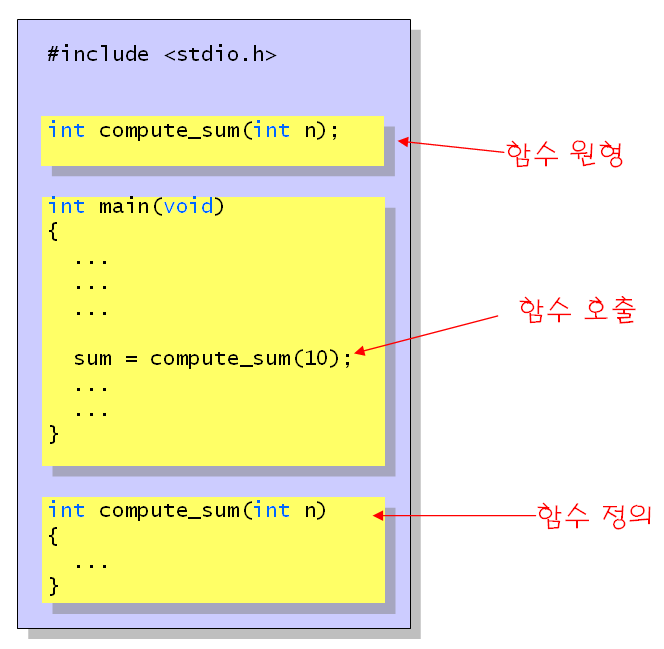 #include <stdio.h>
int compute_sum(int n);
함수 원형
int main(void)
{
...
...
...
함수 호출
sum = compute_sum(10);
...
...
}
int compute_sum(int n)
함수 정의
{
...
}